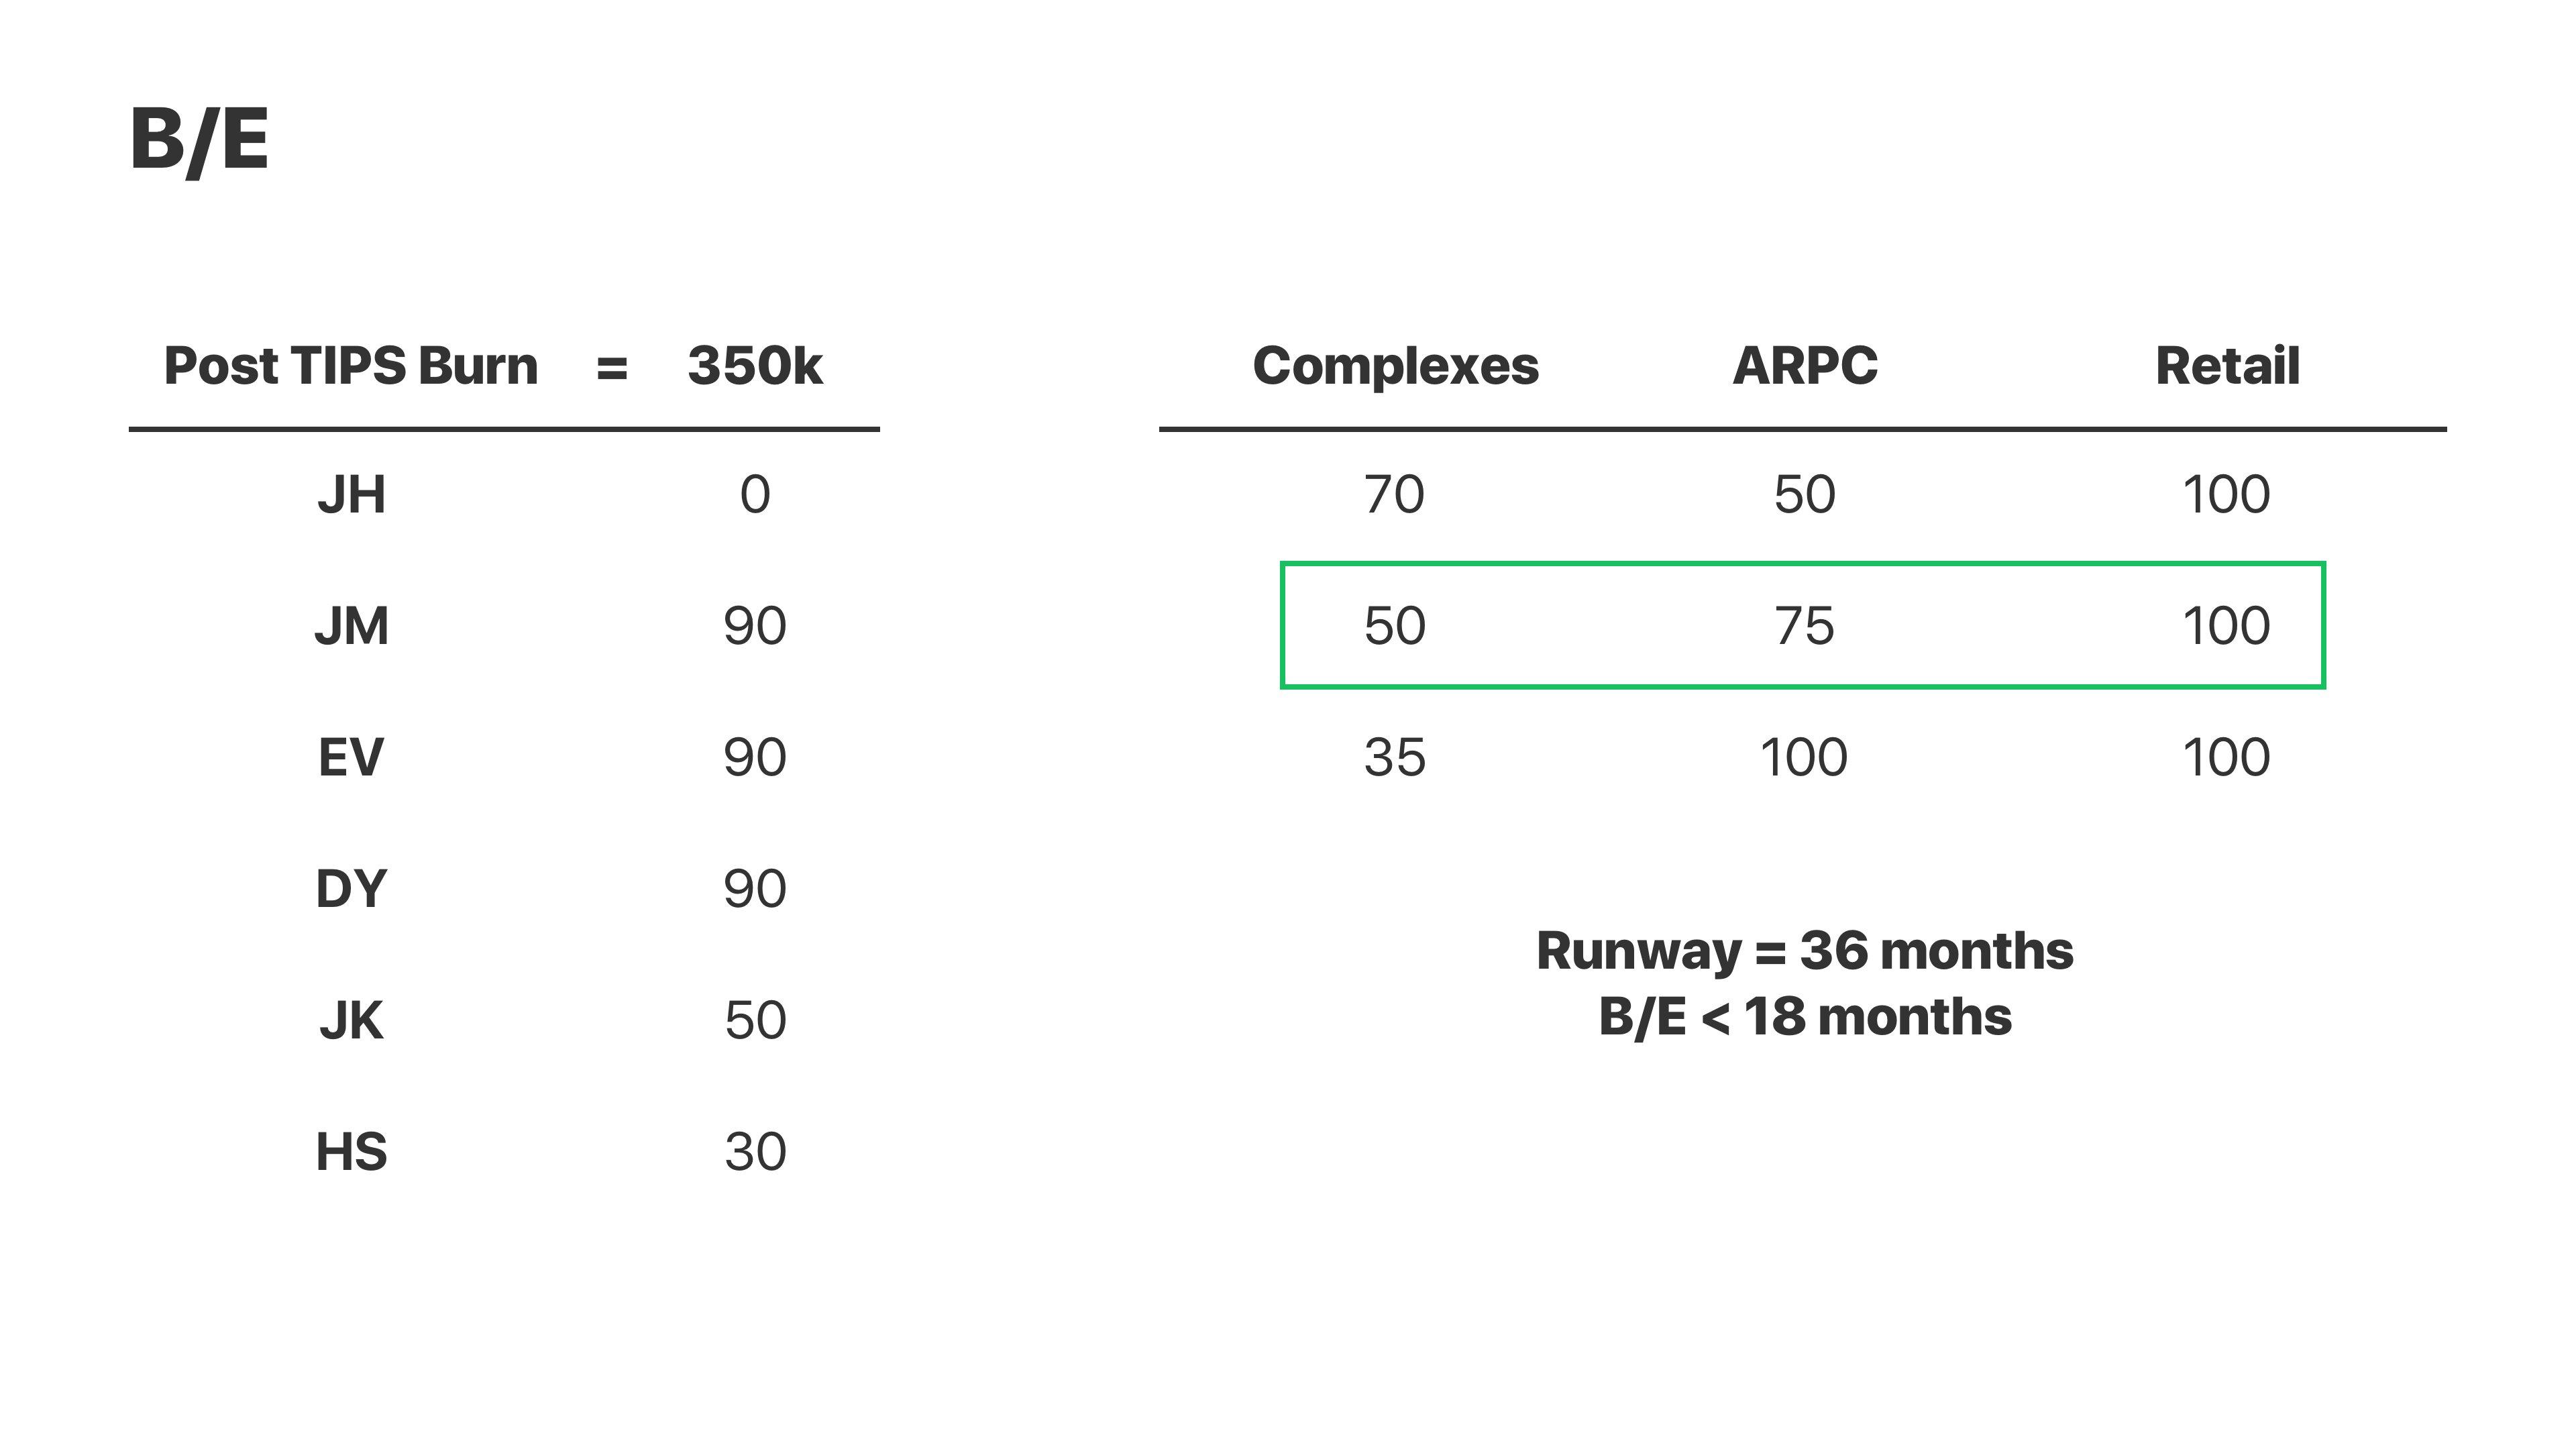 B/E
Post TIPS Burn = 350k
JH 0
JM 90
EV 90
DY 90
JK 50
HS 30
Complexes ARPC Retail
70 50 100
50 75 100
35 100 100
Runway = 36 months
B/E < 18 months